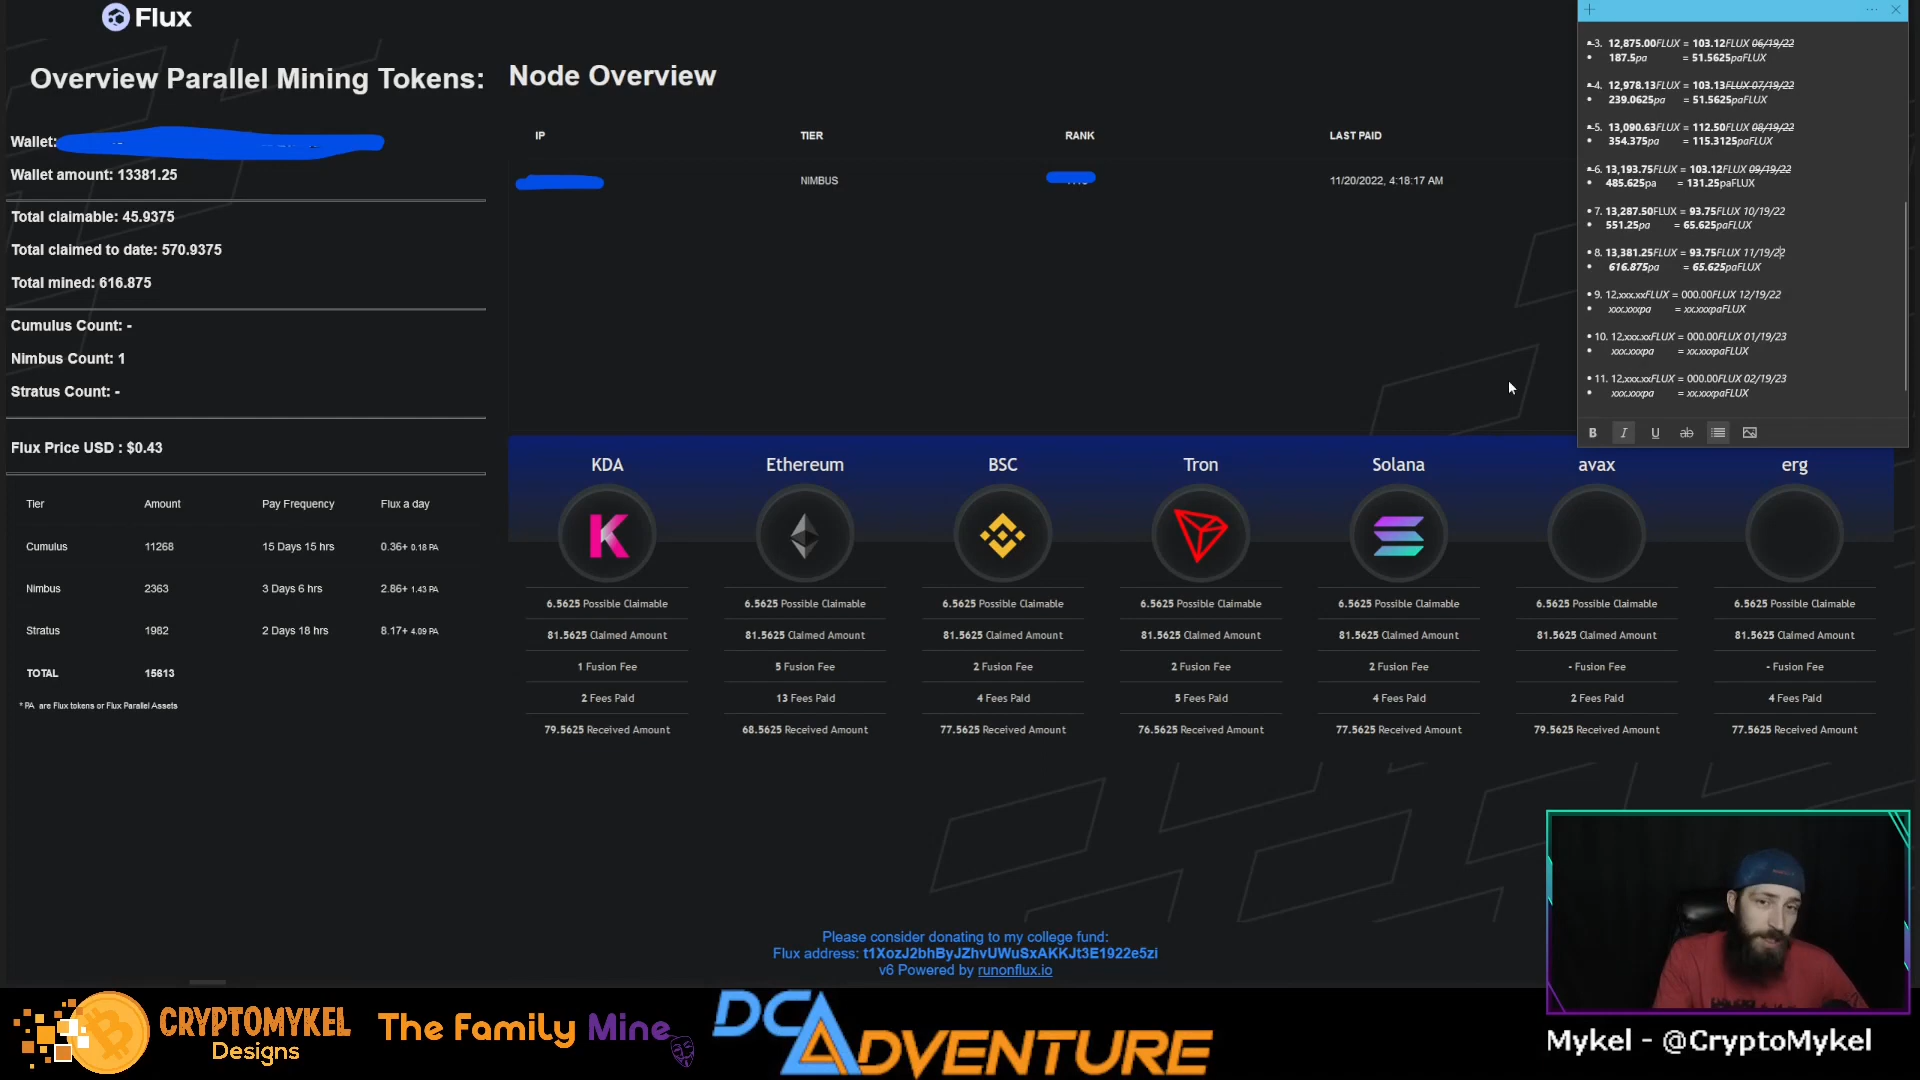 Flux
Overview Parallel Mining Tokens:
Wallet:
Wallet amount: 13381.25
Total claimable: 45.9375
Total claimed to date: 570.9375
Total mined: 616.875
Cumulus Count: -
Nimbus Count: 1
Stratus Count: -
Flux Price USD : $0.43
Tier Amount Pay Frequency Flux a day
Cumulus 11268 15 Days 15 hrs 0.36+ 0.18 PA
Nimbus 2363 3 Days 6 hrs 2.86+ 1.43 PA
Stratus 1982 2 Days 18 hrs 8.17+ 4.09 PA
TOTAL 15613
* PA are Flux tokens or Flux Parallel Assets
Node Overview
IP TIER RANK LAST PAID
NIMBUS 11/20/2022, 4:18:17 AM
3. 12,875.00FLUX = 103.12FLUX 06/19/22
187.5pa = 51.5625paFLUX
4. 12,978.13FLUX = 103.13FLUX 07/19/22
239.0625pa = 51.5625paFLUX
5. 13,090.63FLUX = 112.50FLUX 08/19/22
354.375pa = 115.3125paFLUX
6. 13,193.75FLUX = 103.12FLUX 09/19/22
485.625pa = 131.25paFLUX
7. 13,287.50FLUX = 93.75FLUX 10/19/22
551.25pa = 65.625paFLUX
8. 13,381.25FLUX = 93.75FLUX 11/19/22
616.875pa = 65.625paFLUX
9. 12,xxx.xxFLUX = 000.00FLUX 12/19/22
xxx.xxxpa = xx.xxxpaFLUX
10. 12,xxx.xxFLUX = 000.00FLUX 01/19/23
xxx.xxxpa = xx.xxxpaFLUX
11. 12,xxx.xxFLUX = 000.00FLUX 02/19/23
xxx.xxxpa = xx.xxxpaFLUX
B I U ab
KDA Ethereum BSC Tron Solana avax erg
6.5625 Possible Claimable 6.5625 Possible Claimable 6.5625 Possible Claimable 6.5625 Possible Claimable 6.5625 Possible Claimable 6.5625 Possible Claimable 6.5625 Possible Claimable
81.5625 Claimed Amount 81.5625 Claimed Amount 81.5625 Claimed Amount 81.5625 Claimed Amount 81.5625 Claimed Amount 81.5625 Claimed Amount 81.5625 Claimed Amount
1 Fusion Fee 5 Fusion Fee 2 Fusion Fee 2 Fusion Fee 2 Fusion Fee - Fusion Fee - Fusion Fee
2 Fees Paid 13 Fees Paid 4 Fees Paid 5 Fees Paid 4 Fees Paid 2 Fees Paid 4 Fees Paid
79.5625 Received Amount 68.5625 Received Amount 77.5625 Received Amount 76.5625 Received Amount 77.5625 Received Amount 79.5625 Received Amount 77.5625 Received Amount
Please consider donating to my college fund:
Flux address: t1XozJ2bhByJZhvUWuSxAKKJt3E1922e5zi
v6 Powered by runonflux.io
CRYPTOMYKEL
Designs
The Family Mine
DCADVENTURE
Mykel - @CryptoMykel